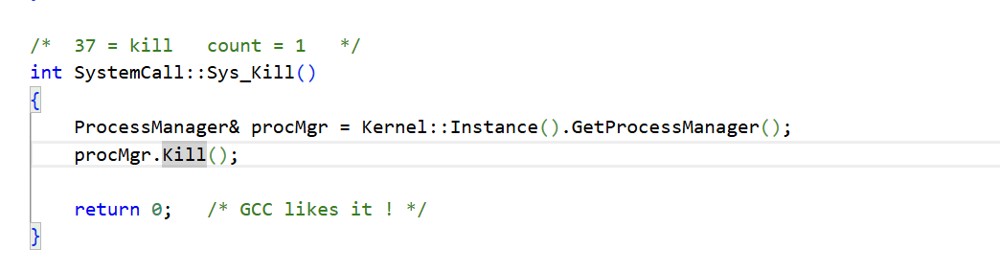 /*  37 = kill   count = 1   */
int SystemCall::Sys_Kill()
{
    ProcessManager& procMgr = Kernel::Instance().GetProcessManager();
    procMgr.Kill();
    return 0;   /* GCC likes it ! */
}